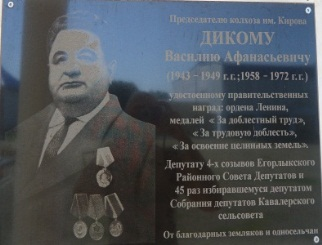 Председателю колхоза им. Кирова
ДИКОМУ
Василию Афанасьевичу
(1943 - 1949 г.г.;1958 - 1972 г.г.)
удостоенному правительственных
наград: ордена Ленина,
медалей « За доблестный труд»,
« За трудовую доблесть»,
« За освоение целинных земель».
Депутату 4-х созывов Егорлыкского
Районного Совета Депутатов и
45 раз избиравшемуся депутатом
Собрания депутатов Кавалерского
сельсовета
От благодарных земляков и односельчан